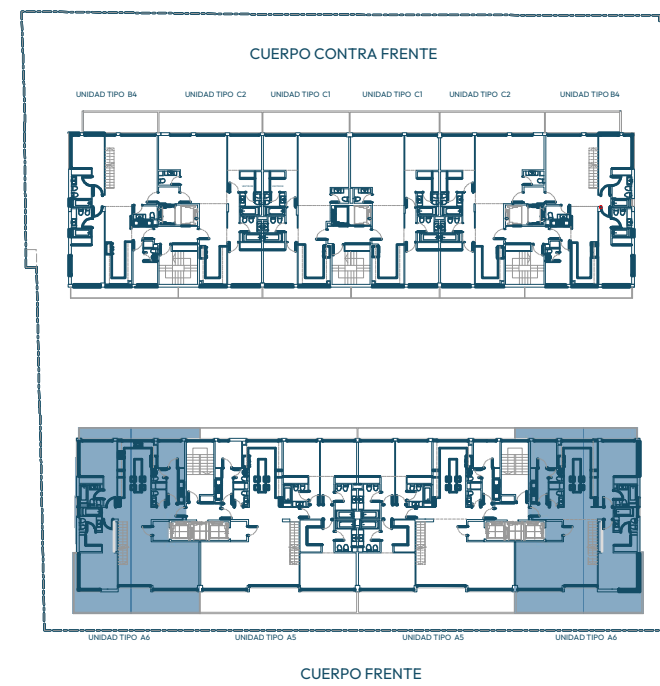 CUERPO CONTRA FRENTE
UNIDAD TIPO B4 UNIDAD TIPO C2 UNIDAD TIPO C1 UNIDAD TIPO C1 UNIDAD TIPO C2 UNIDAD TIPO B4
UNIDAD TIPO A6 UNIDAD TIPO A5 UNIDAD TIPO A5 UNIDAD TIPO A6
CUERPO FRENTE